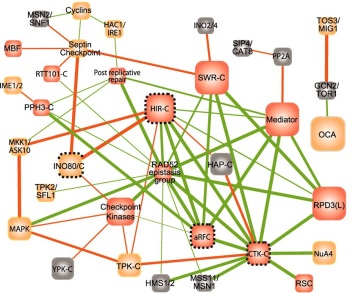 MSN2/
SNF1
Cyclins
HAC1/
IRE1
INO2/4
TOS3/
MIG1
MBF
Septin
Checkpoint
SIP4/
CAT8
PP2A
RTT101-C
Post replicative
repair
SWR-C
GCN2/
TOR1
IME1/2
PPH3-C
HIR-C
Mediator
OCA
MKK1/
ASK10
INO80/C
RAD52
epistasis
group
HAP-C
TPK2/
SFL1
Checkpoint
Kinases
RPD3(L)
MAPK
aRFC
CTK-C
NuA4
YPK-C
TPK-C
HMS1/2
MSS11/
MSN1
RSC